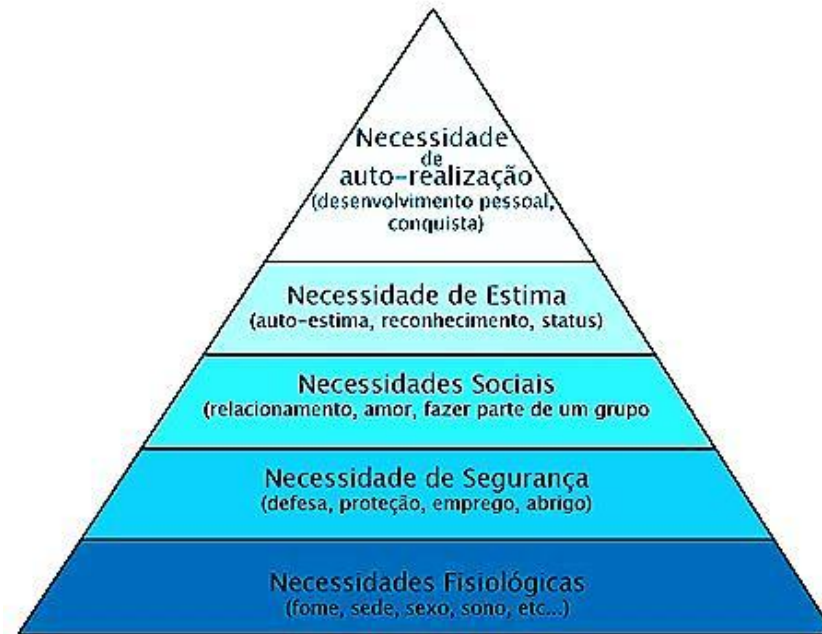 Necessidade
de
auto-realização
(desenvolvimento pessoal,
conquista)
Necessidade de Estima
(auto-estima, reconhecimento, status)
Necessidades Sociais
(relacionamento, amor, fazer parte de um grupo
Necessidade de Segurança
(defesa, proteção, emprego, abrigo)
Necessidades Fisiológicas
(fome, sede, sexo, sono, etc...)